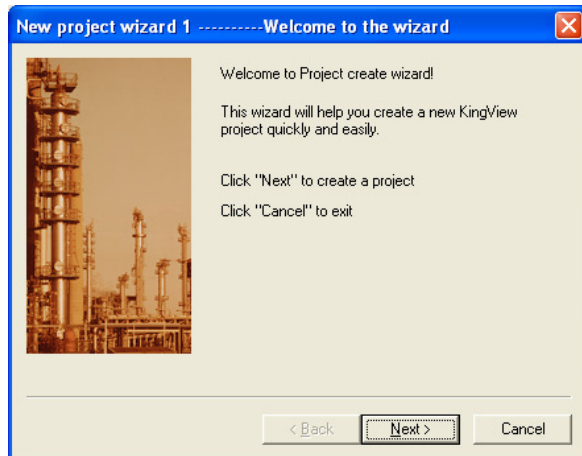 New project wizard 1 ----------Welcome to the wizard
Welcome to Project create wizard!
This wizard will help you create a new KingView
project quickly and easily.
Click "Next" to create a project
Click "Cancel" to exit
< Back
Next >
Cancel